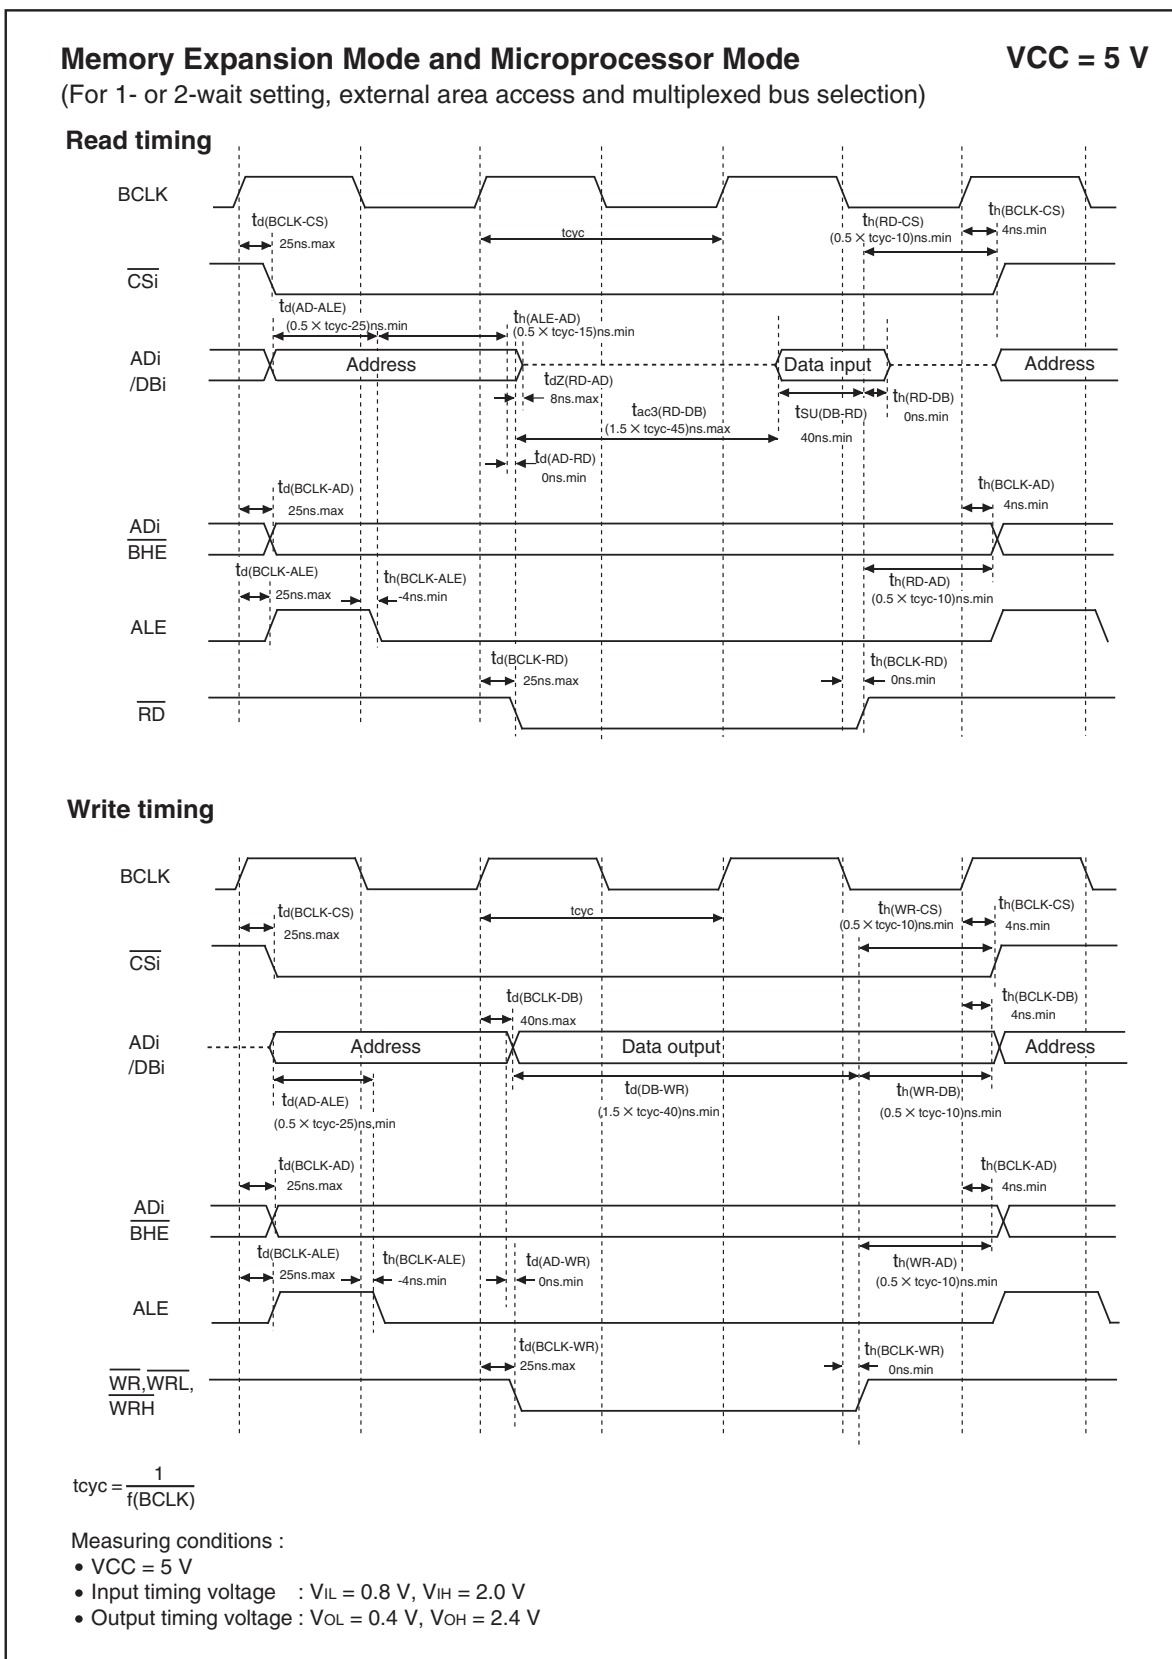 Memory Expansion Mode and Microprocessor Mode VCC = 5 V
(For 1- or 2-wait setting, external area access and multiplexed bus selection)
Read timing
BCLK
td(BCLK-CS)
25ns.max
tcyc
th(RD-CS)
(0.5 × tcyc-10)ns.min
th(BCLK-CS)
4ns.min
CSi
td(AD-ALE)
(0.5 × tcyc-25)ns.min
th(ALE-AD)
(0.5 × tcyc-15)ns.min
ADi
/DBi
Address
Data input
Address
tdZ(RD-AD)
8ns.max
tac3(RD-DB)
(1.5 × tcyc-45)ns.max
tSU(DB-RD)
40ns.min
th(RD-DB)
0ns.min
td(AD-RD)
0ns.min
td(BCLK-AD)
25ns.max
th(BCLK-AD)
4ns.min
ADi
BHE
td(BCLK-ALE)
25ns.max
th(BCLK-ALE)
-4ns.min
th(RD-AD)
(0.5 × tcyc-10)ns.min
ALE
td(BCLK-RD)
25ns.max
th(BCLK-RD)
0ns.min
RD
Write timing
BCLK
td(BCLK-CS)
25ns.max
tcyc
th(WR-CS)
(0.5 × tcyc-10)ns.min
th(BCLK-CS)
4ns.min
CSi
td(BCLK-DB)
40ns.max
th(BCLK-DB)
4ns.min
ADi
/DBi
Address
Data output
Address
td(AD-ALE)
(0.5 × tcyc-25)ns.min
td(DB-WR)
(1.5 × tcyc-40)ns.min
th(WR-DB)
(0.5 × tcyc-10)ns.min
td(BCLK-AD)
25ns.max
th(BCLK-AD)
4ns.min
ADi
BHE
td(BCLK-ALE)
25ns.max
th(BCLK-ALE)
-4ns.min
td(AD-WR)
0ns.min
th(WR-AD)
(0.5 × tcyc-10)ns.min
ALE
td(BCLK-WR)
25ns.max
th(BCLK-WR)
0ns.min
WR,WRL,
WRH
tcyc = 1
f(BCLK)
Measuring conditions :
• VCC = 5 V
• Input timing voltage : VIL = 0.8 V, VIH = 2.0 V
• Output timing voltage : VOL = 0.4 V, VOH = 2.4 V